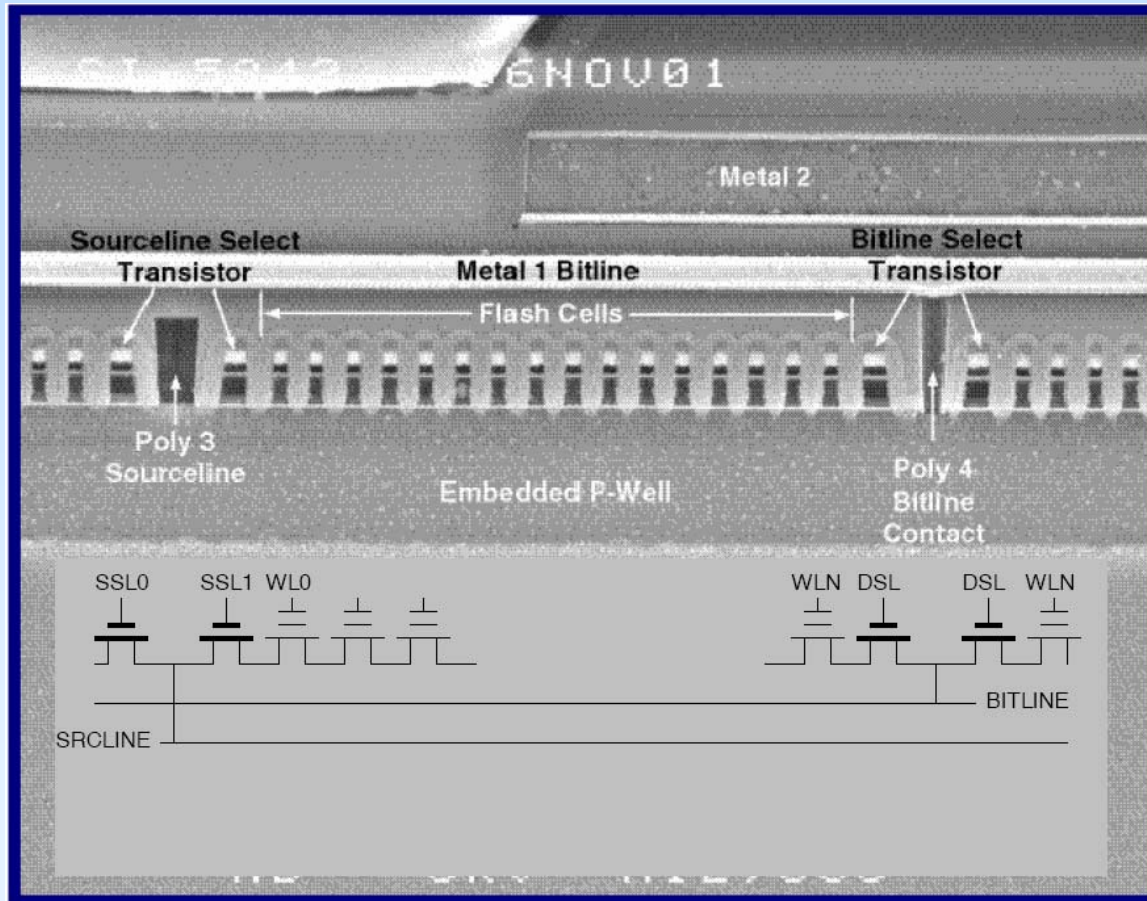 6NOV01
Metal 2
Sourceline Select
Transistor
Metal 1 Bitline
Bitline Select
Transistor
Flash Cells
Poly 3
Sourceline
Embedded P-Well
Poly 4
Bitline
Contact
SSL0 SSL1 WL0 WLN DSL DSL WLN
BITLINE
SRCLINE